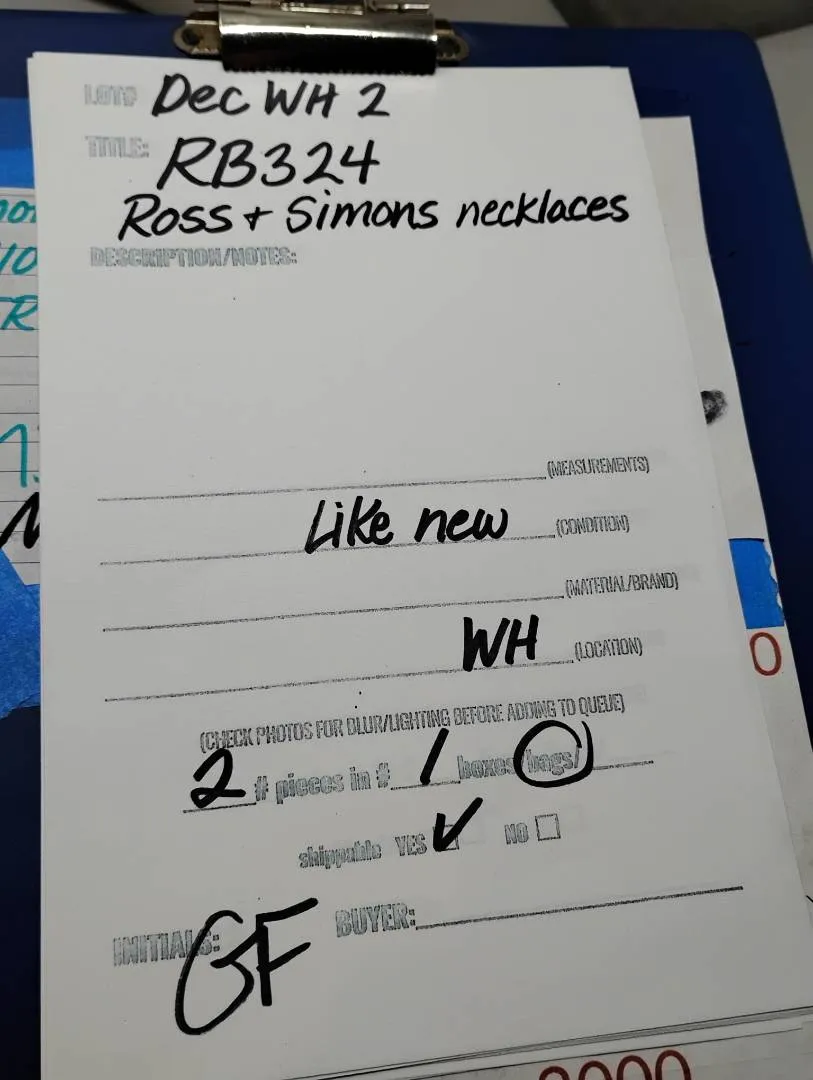 LOT# Dec WH 2
TITLE: RB324
Ross + Simons necklaces
DESCRIPTION/NOTES:
(MEASUREMENTS)
Like new (CONDITION)
(MATERIAL/BRAND)
WH (LOCATION)
(CHECK PHOTOS FOR BLUR/LIGHTING BEFORE ADDING TO QUEUE)
2 # pieces in # 1 boxes bags/
shippable YES ✓ NO ☐
INITIALS: GF BUYER: